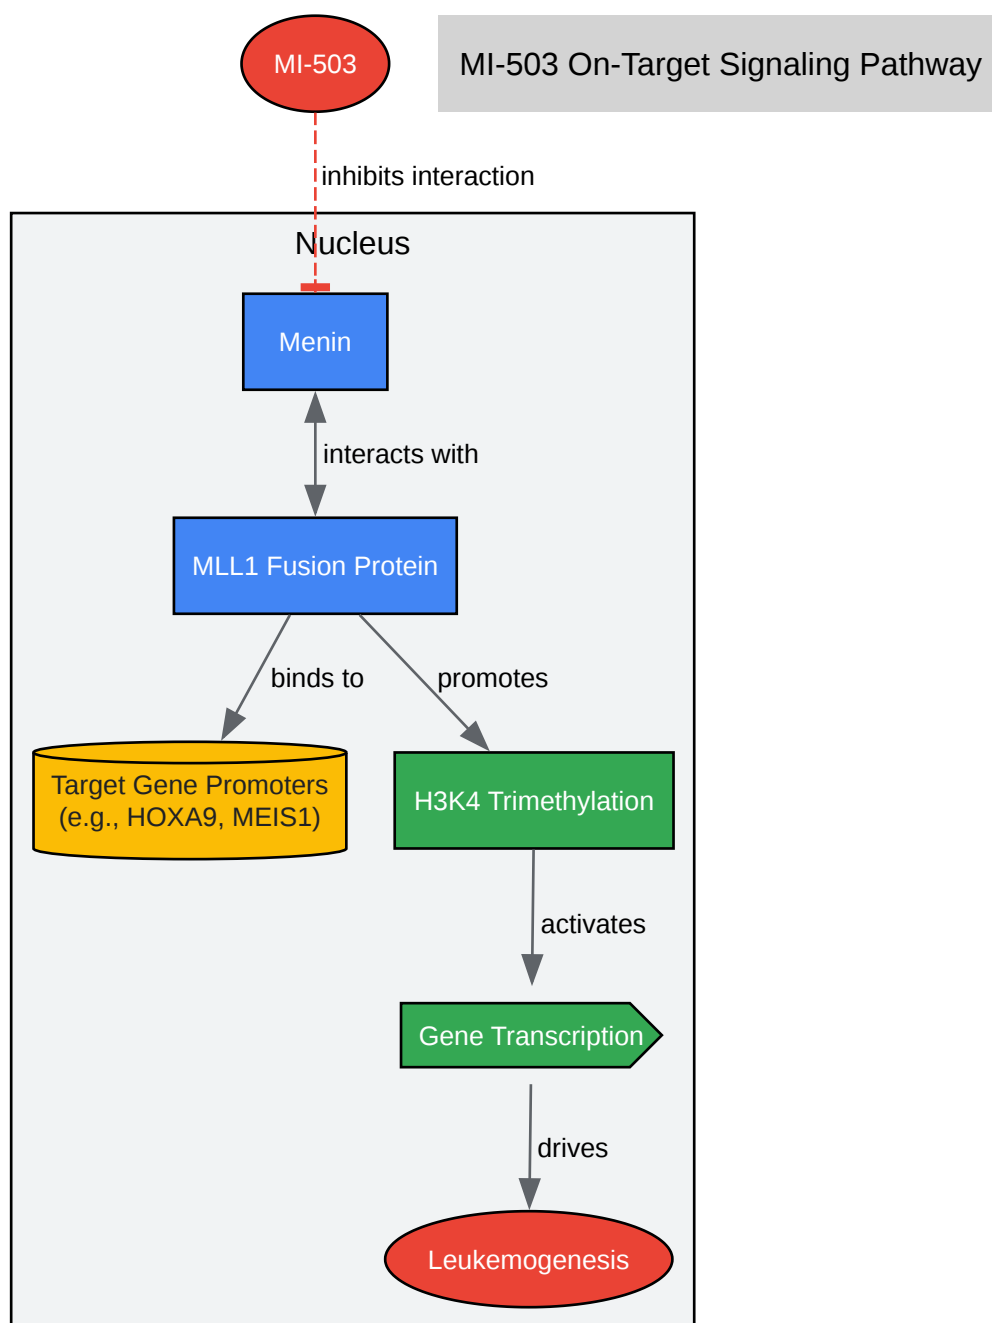 MI-503
MI-503 On-Target Signaling Pathway
inhibits interaction
Nucleus
Menin
interacts with
MLL1 Fusion Protein
binds to
promotes
Target Gene Promoters
(e.g., HOXA9, MEIS1)
H3K4 Trimethylation
activates
Gene Transcription
drives
Leukemogenesis